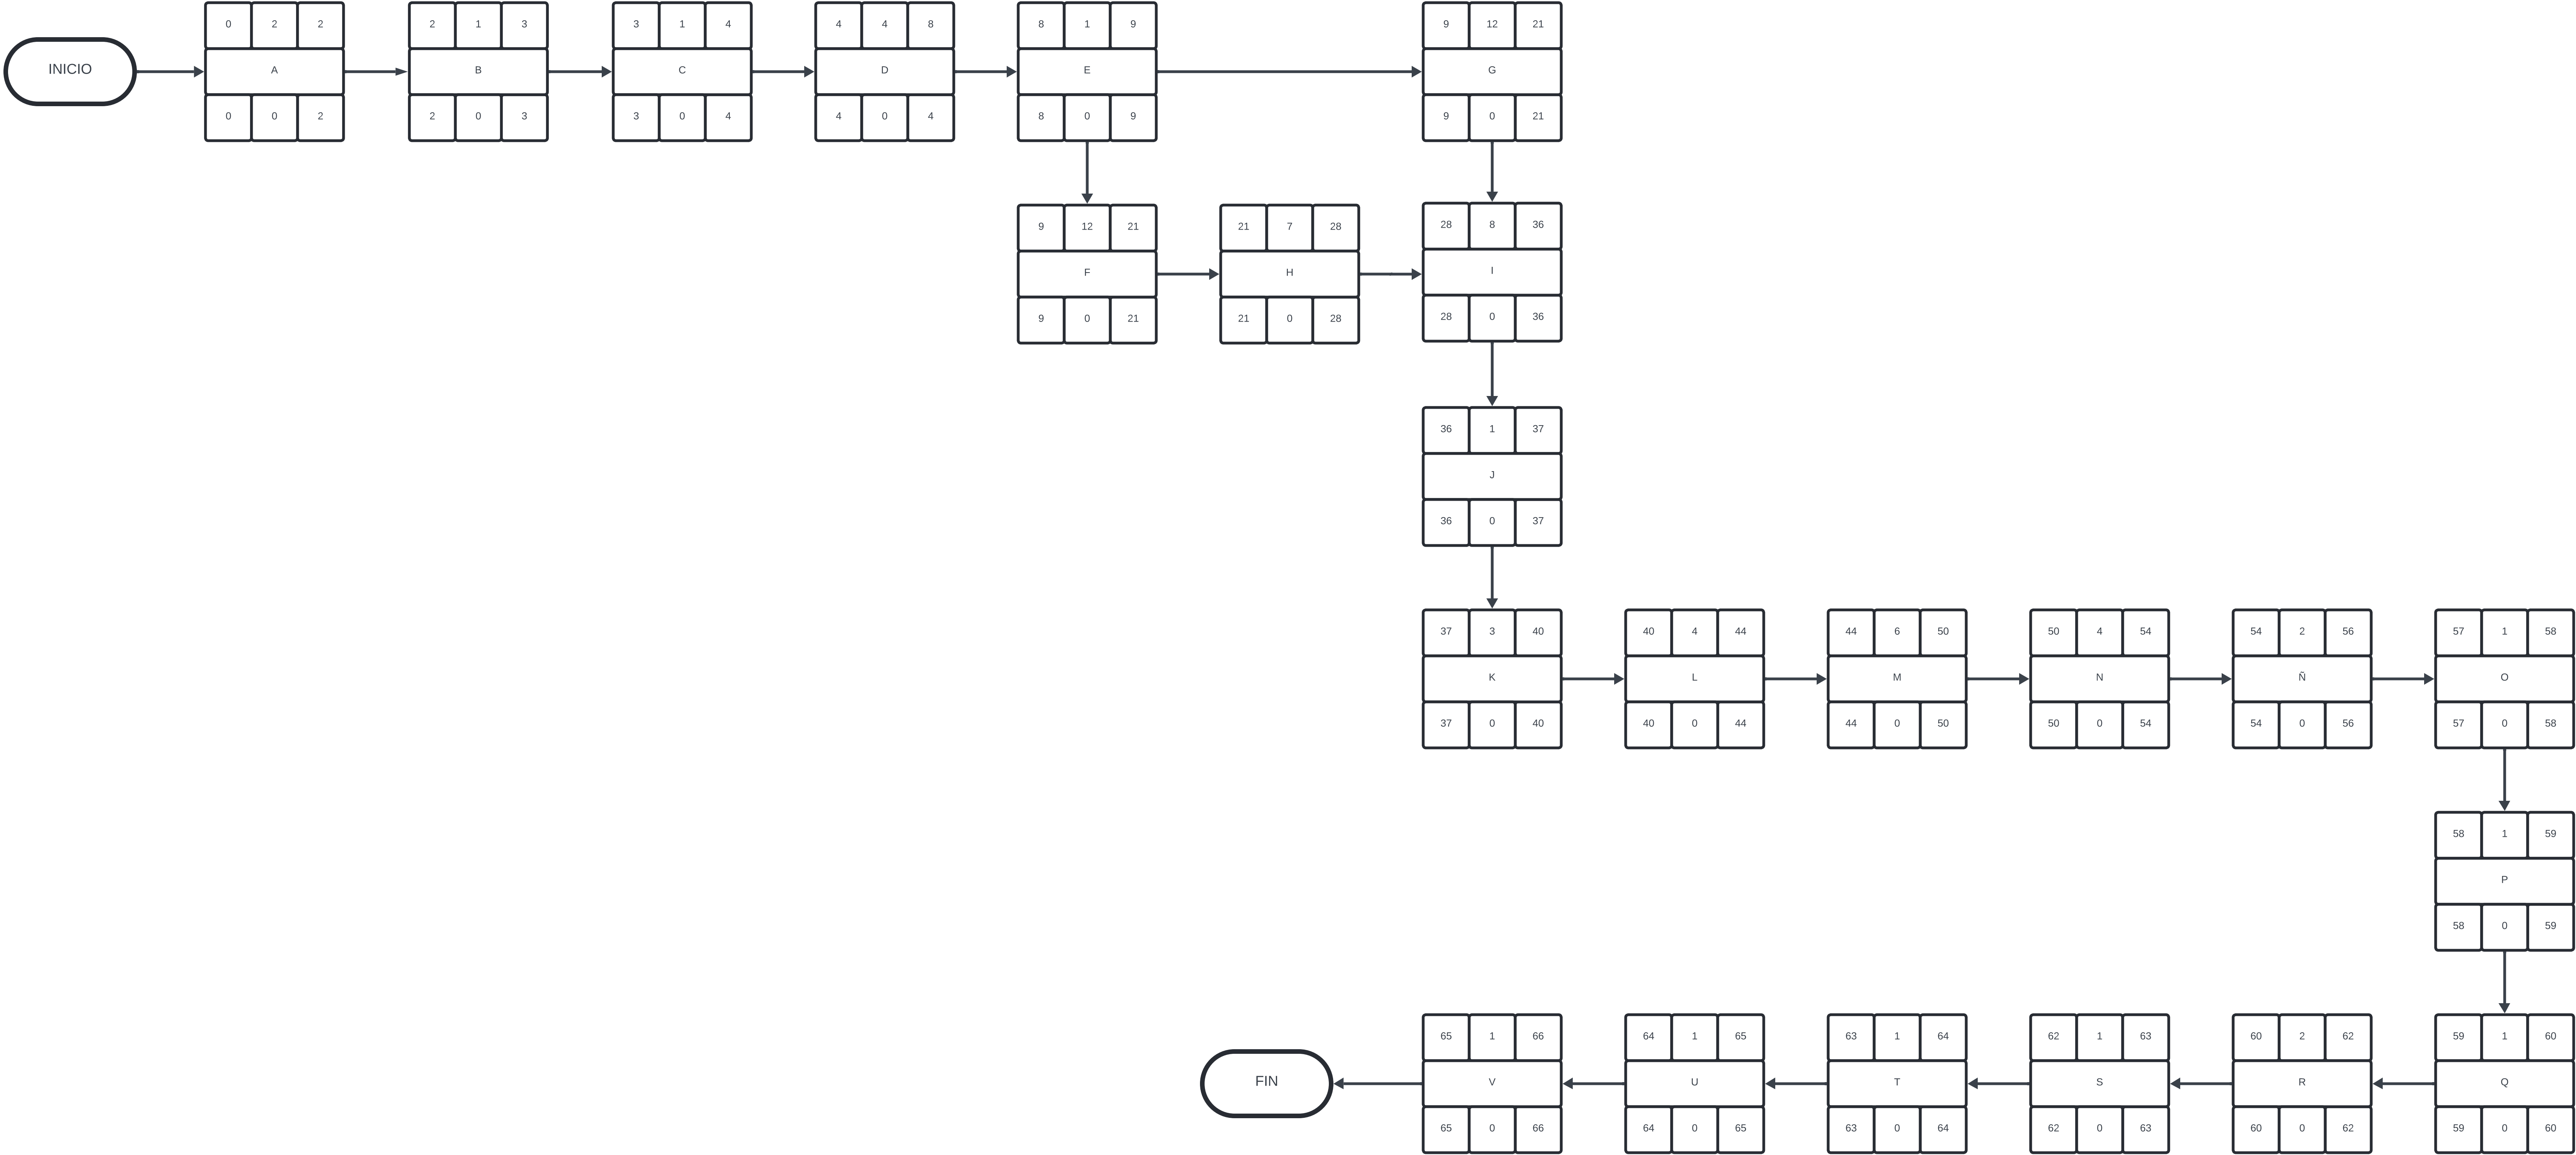 0 2 2
2 1 3
3 1 4
4 4 8
8 1 9
9 12 21
INICIO
A
B
C
D
E
G
0 0 2
2 0 3
3 0 4
4 0 4
8 0 9
9 0 21
9 12 21
21 7 28
28 8 36
F
H
I
9 0 21
21 0 28
28 0 36
36 1 37
J
36 0 37
37 3 40
40 4 44
44 6 50
50 4 54
54 2 56
57 1 58
K
L
M
N
Ñ
O
37 0 40
40 0 44
44 0 50
50 0 54
54 0 56
57 0 58
58 1 59
P
58 0 59
65 1 66
64 1 65
63 1 64
62 1 63
60 2 62
59 1 60
FIN
V
U
T
S
R
Q
65 0 66
64 0 65
63 0 64
62 0 63
60 0 62
59 0 60